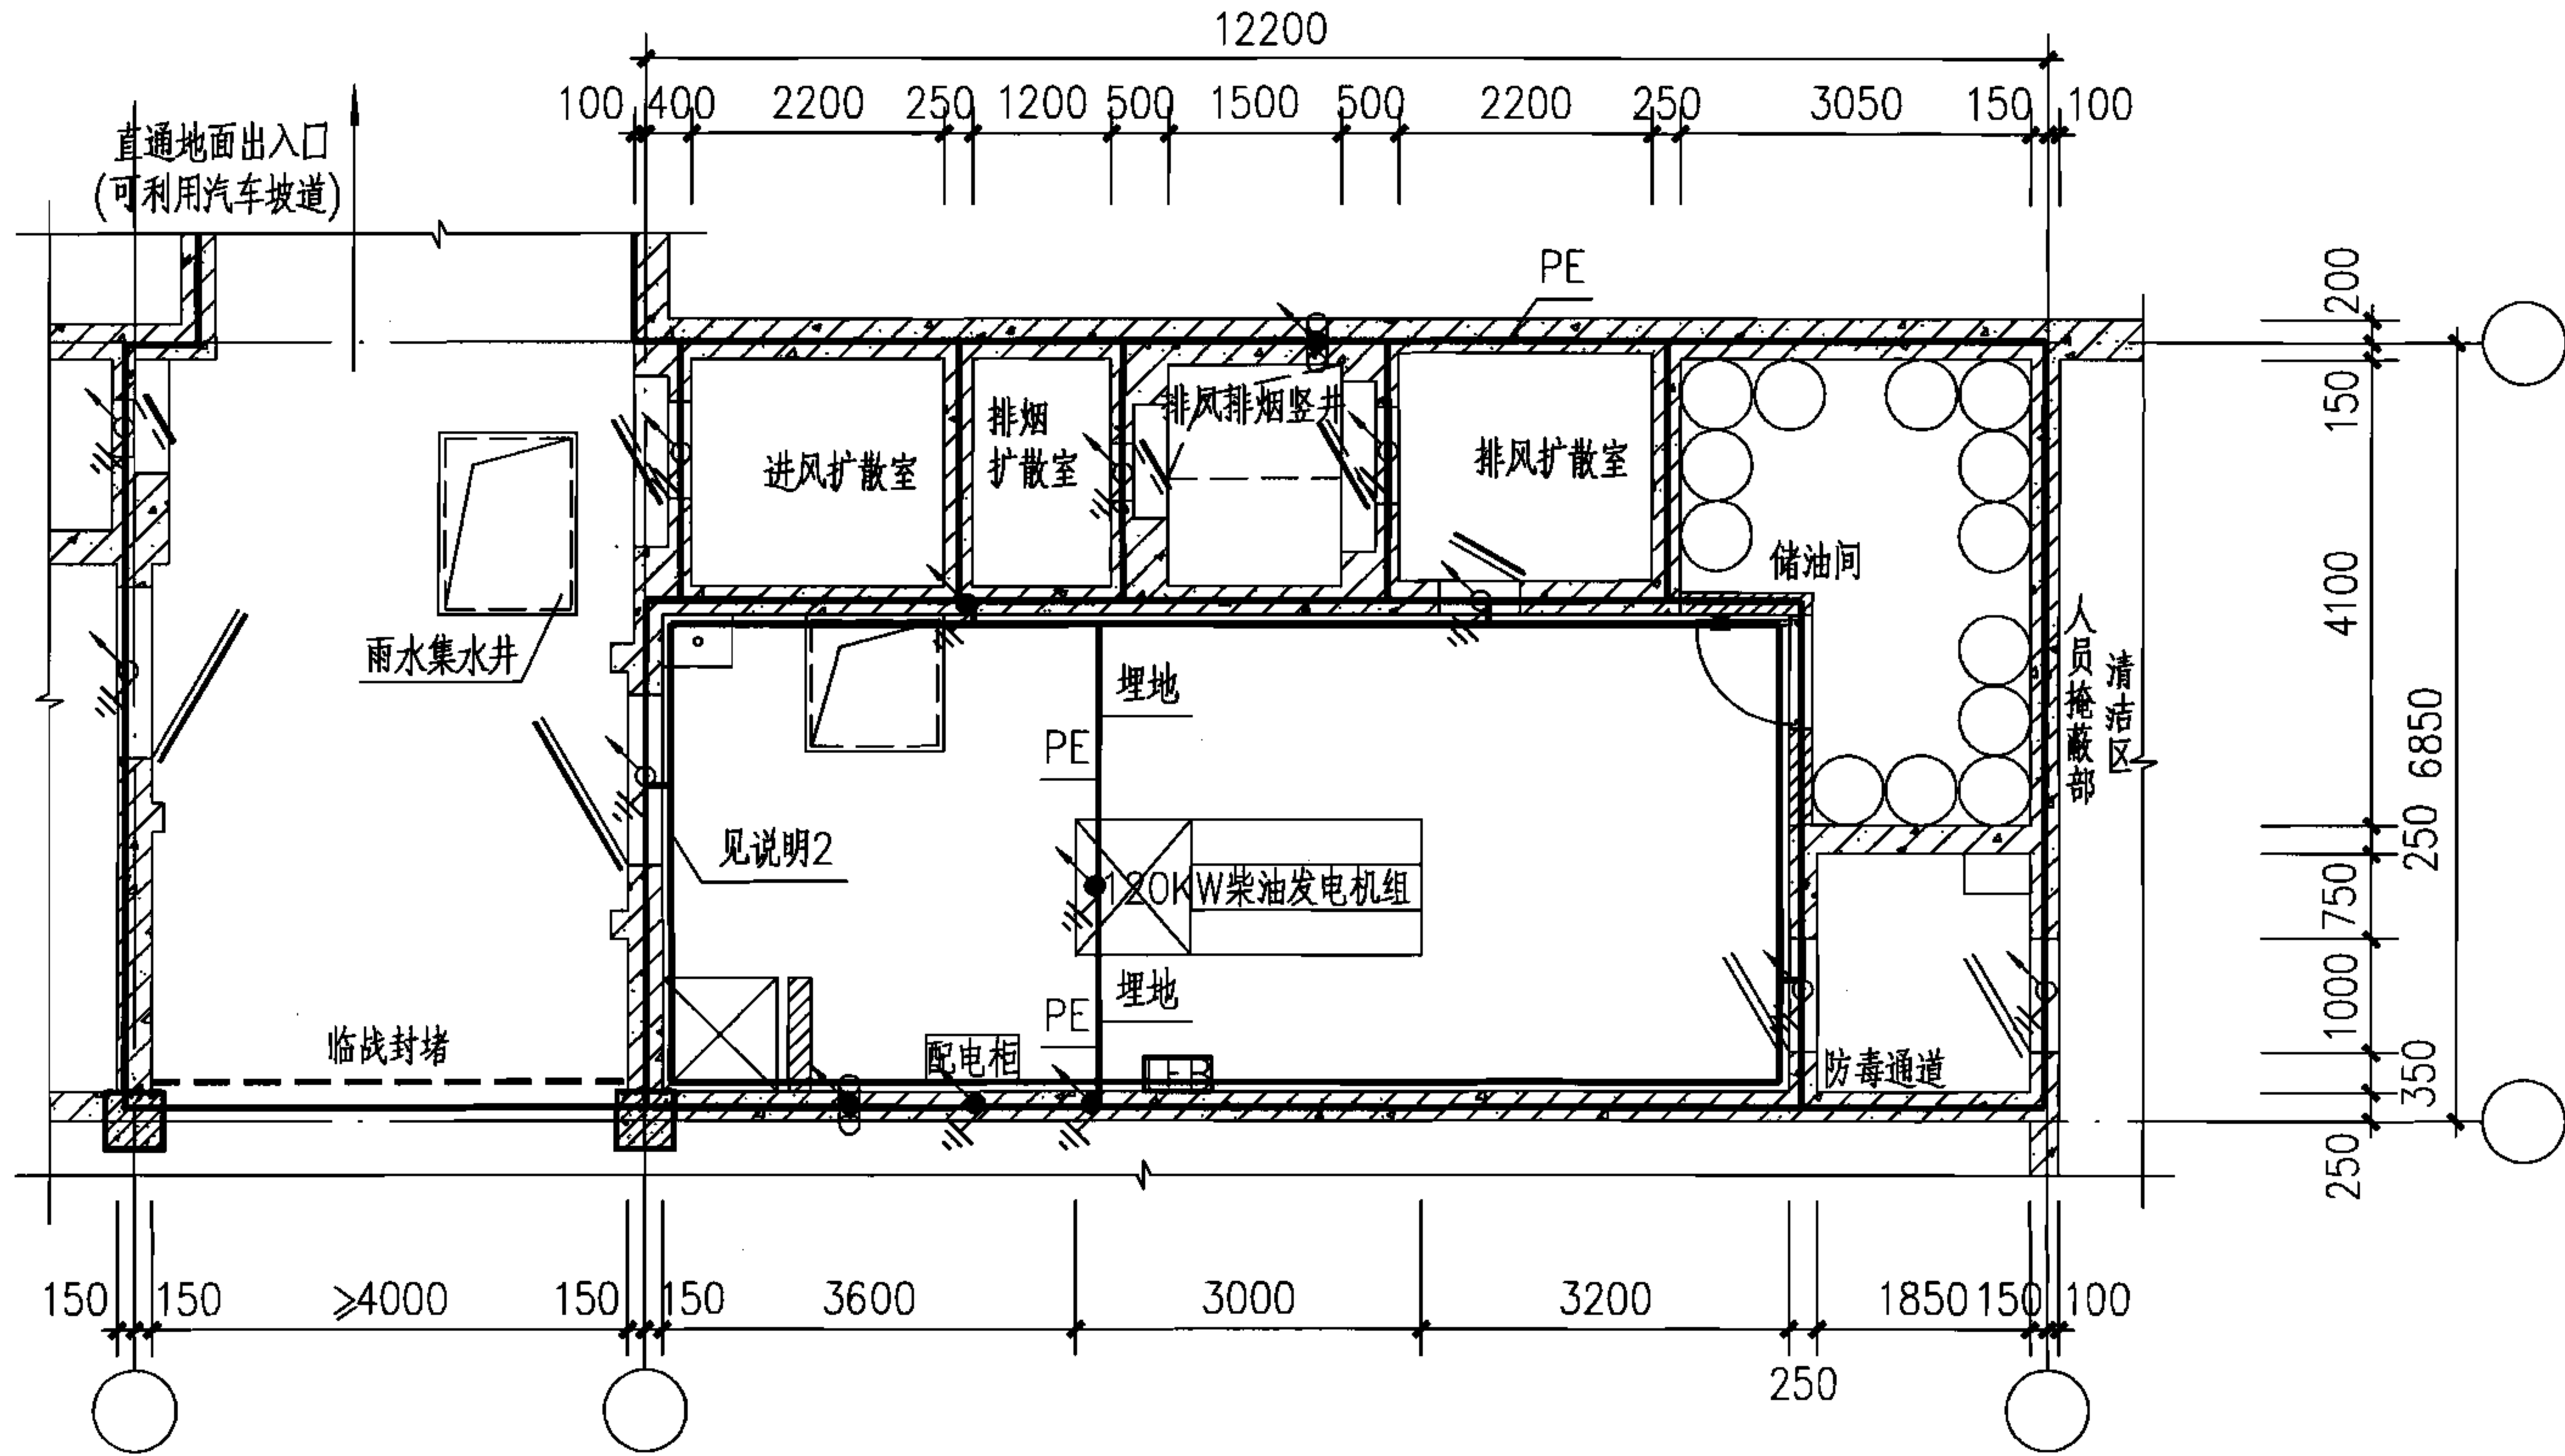 12200
100 400 2200 250 1200 500 1500 500 2200 250 3050 150 100
直通地面出入口
(可利用汽车坡道)
PE
200
150
4100
6850
250
750
1000
350
250
排风排烟竖井
排烟
扩散室
进风扩散室
排风扩散室
储油间
雨水集水井
人员掩蔽部
清洁区
埋地
PE
见说明2
120KW柴油发电机组
埋地
PE
临战封堵
配电柜
LEB
防毒通道
150 150 ≥4000 150 150 3600 3000 3200 1850 150 100
250